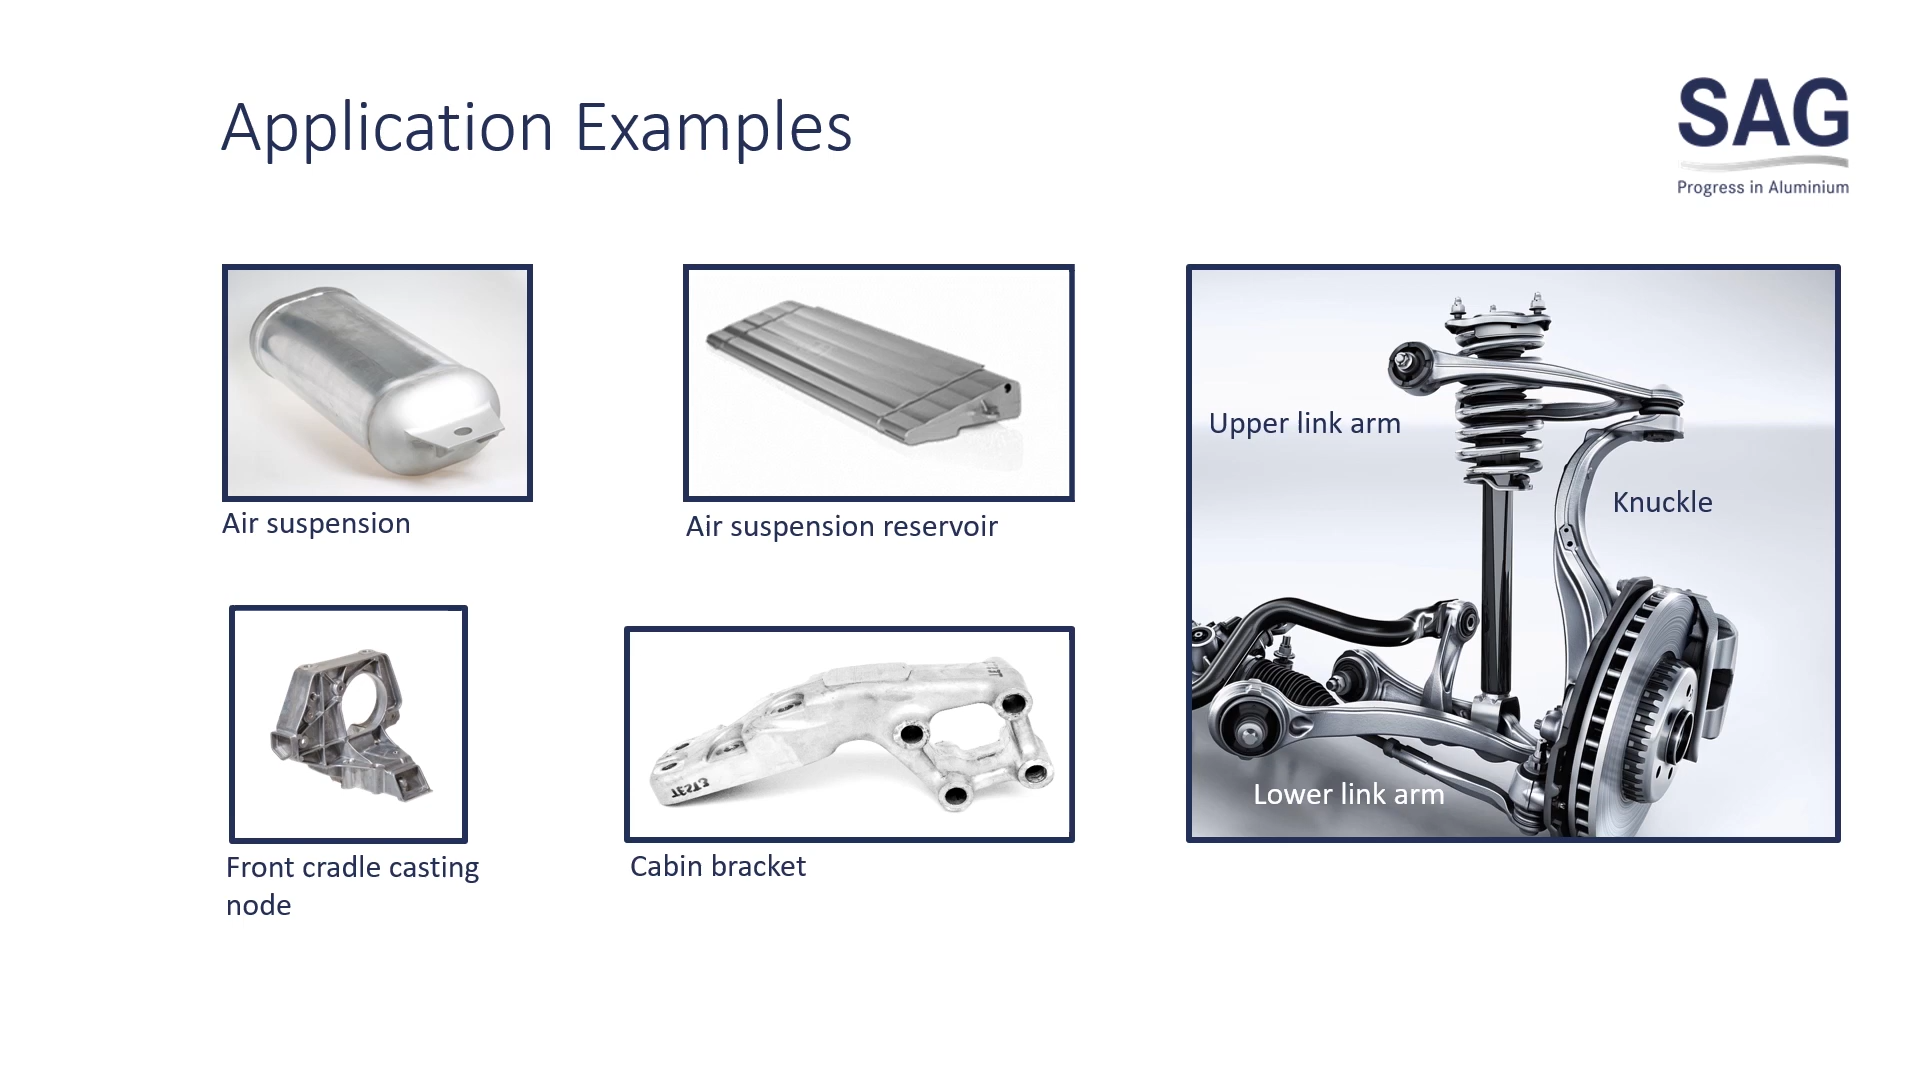 Application Examples
SAG
Progress in Aluminium
Air suspension
Air suspension reservoir
Upper link arm
Knuckle
Lower link arm
TEST3
Front cradle casting
node
Cabin bracket